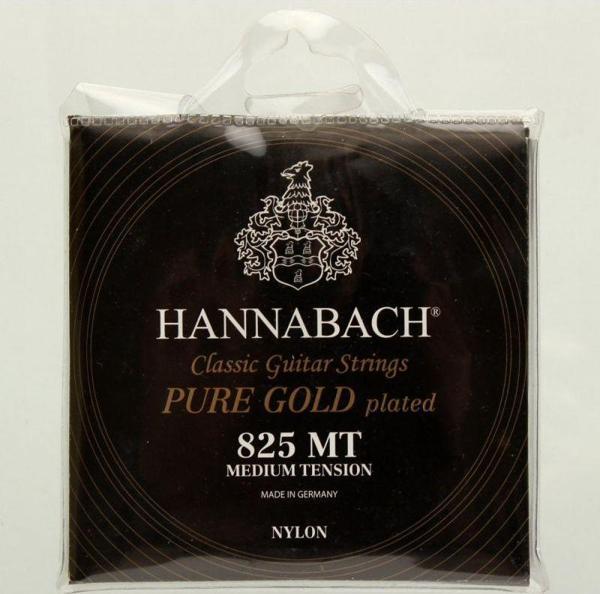 HANNABACH®
Classic Guitar Strings
PURE GOLD plated
825 MT
MEDIUM TENSION
MADE IN GERMANY
NYLON